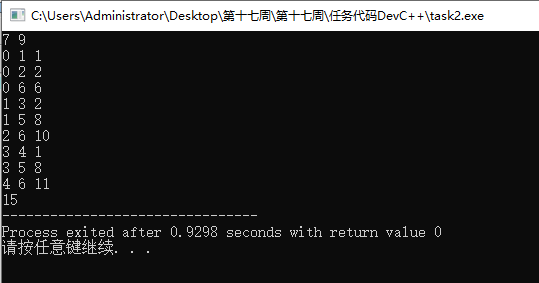 C:\Users\Administrator\Desktop\第十七周\第十七周\任务代码DevC++\task2.exe
7 9
0 1 1
0 2 2
0 6 6
1 3 2
1 5 8
2 6 10
3 4 1
3 5 8
4 6 11
15
--------------------------------
Process exited after 0.9298 seconds with return value 0
请按任意键继续. . .